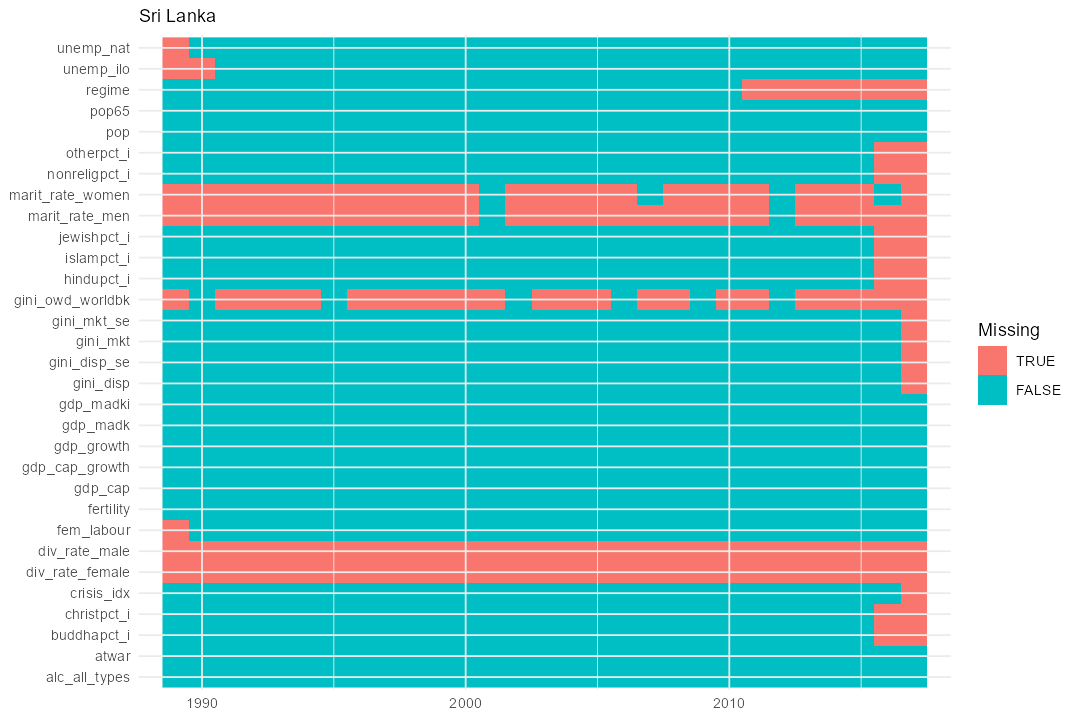 Sri Lanka
unemp_nat
unemp_ilo
regime
pop65
pop
otherpct_i
nonreligpct_i
marit_rate_women
marit_rate_men
jewishpct_i
islampct_i
hindupct_i
gini_owd_worldbk
gini_mkt_se
gini_mkt
gini_disp_se
gini_disp
gdp_madki
gdp_madk
gdp_growth
gdp_cap_growth
gdp_cap
fertility
fem_labour
div_rate_male
div_rate_female
crisis_idx
christpct_i
buddhapct_i
atwar
alc_all_types
1990 2000 2010
Missing
TRUE
FALSE